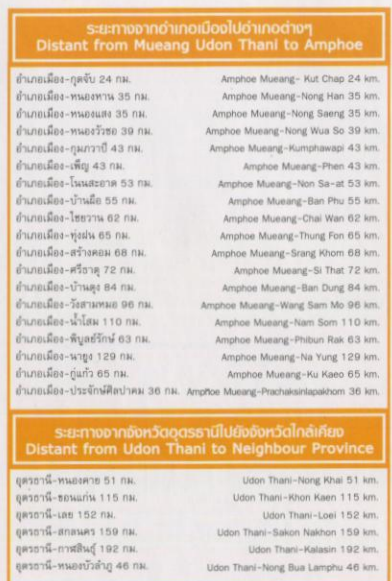 ระยะทางจากอำเภอเมืองไปอำเภอต่างๆ
Distant from Mueang Udon Thani to Amphoe
อำเภอเมือง-กุดจับ 24 กม. Amphoe Mueang- Kut Chap 24 km.
อำเภอเมือง-หนองหาน 35 กม. Amphoe Mueang-Nong Han 35 km.
อำเภอเมือง-หนองแสง 35 กม. Amphoe Mueang-Nong Saeng 35 km.
อำเภอเมือง-หนองวัวซอ 39 กม. Amphoe Mueang-Nong Wua So 39 km.
อำเภอเมือง-กุมภวาปี 43 กม. Amphoe Mueang-Kumphawapi 43 km.
อำเภอเมือง-เพ็ญ 43 กม. Amphoe Mueang-Phen 43 km.
อำเภอเมือง-โนนสะอาด 53 กม. Amphoe Mueang-Non Sa-at 53 km.
อำเภอเมือง-บ้านผือ 55 กม. Amphoe Mueang-Ban Phu 55 km.
อำเภอเมือง-ไชยวาน 62 กม. Amphoe Mueang-Chai Wan 62 km.
อำเภอเมือง-ทุ่งฝน 65 กม. Amphoe Mueang-Thung Fon 65 km.
อำเภอเมือง-สร้างคอม 68 กม. Amphoe Mueang-Srang Khom 68 km.
อำเภอเมือง-ศรีธาตุ 72 กม. Amphoe Mueang-Si That 72 km.
อำเภอเมือง-บ้านดุง 84 กม. Amphoe Mueang-Ban Dung 84 km.
อำเภอเมือง-วังสามหมอ 96 กม. Amphoe Mueang-Wang Sam Mo 96 km.
อำเภอเมือง-น้ำโสม 110 กม. Amphoe Mueang-Nam Som 110 km.
อำเภอเมือง-พิบูลย์รักษ์ 63 กม. Amphoe Mueang-Phibun Rak 63 km.
อำเภอเมือง-นายูง 129 กม. Amphoe Mueang-Na Yung 129 km.
อำเภอเมือง-กู่แก้ว 65 กม. Amphoe Mueang-Ku Kaeo 65 km.
อำเภอเมือง-ประจักษ์ศิลปาคม 36 กม. Amphoe Mueang-Prachaksinlapakhom 36 km.
ระยะทางจากจังหวัดอุดรธานีไปยังจังหวัดใกล้เคียง
Distant from Udon Thani to Neighbour Province
อุดรธานี-หนองคาย 51 กม. Udon Thani-Nong Khai 51 km.
อุดรธานี-ขอนแก่น 115 กม. Udon Thani-Khon Kaen 115 km.
อุดรธานี-เลย 152 กม. Udon Thani-Loei 152 km.
อุดรธานี-สกลนคร 159 กม. Udon Thani-Sakon Nakhon 159 km.
อุดรธานี-กาฬสินธุ์ 192 กม. Udon Thani-Kalasin 192 km.
อุดรธานี-หนองบัวลำภู 46 กม. Udon Thani-Nong Bua Lamphu 46 km.